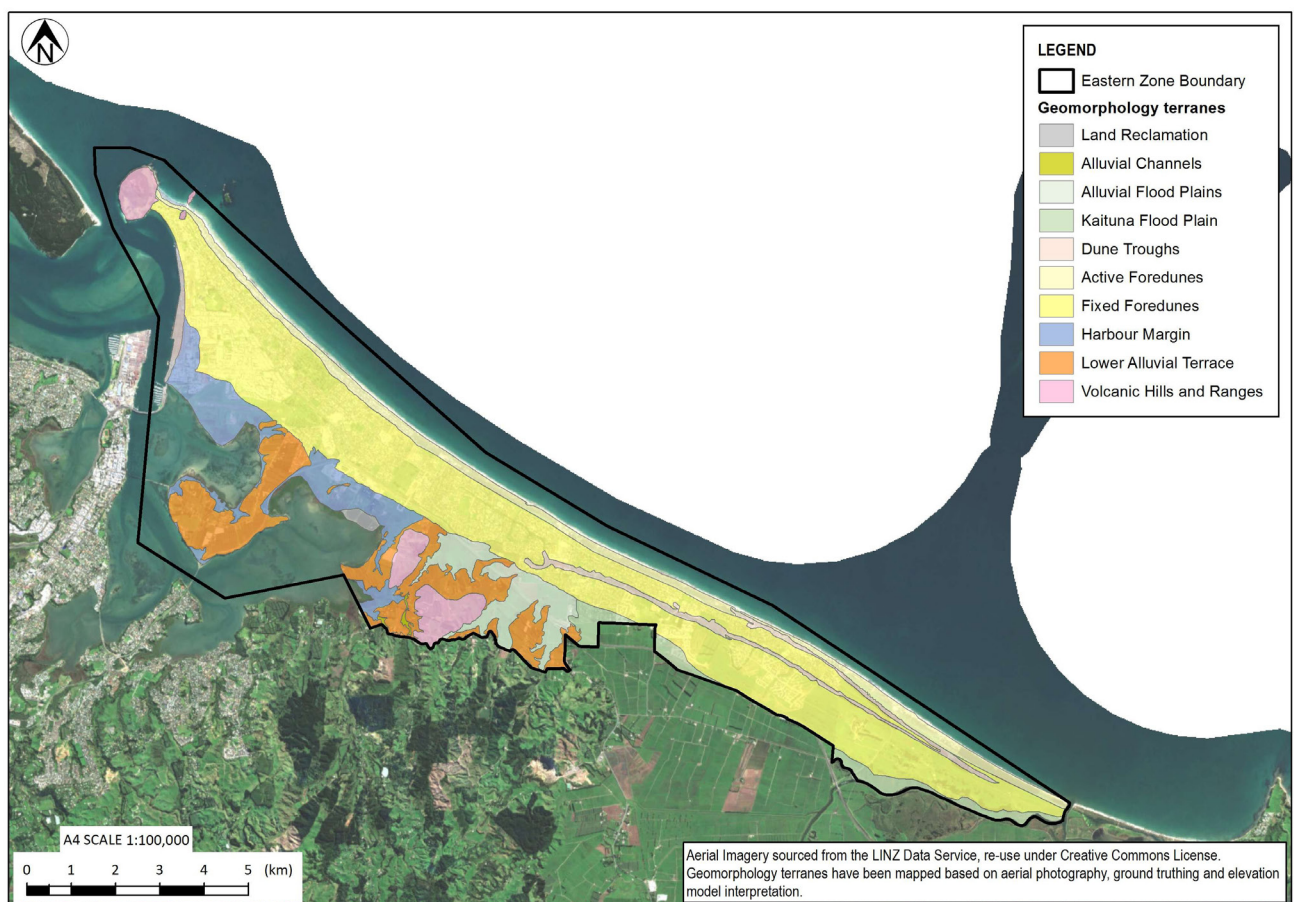 N
LEGEND
Eastern Zone Boundary
Geomorphology terranes
Land Reclamation
Alluvial Channels
Alluvial Flood Plains
Kaituna Flood Plain
Dune Troughs
Active Foredunes
Fixed Foredunes
Harbour Margin
Lower Alluvial Terrace
Volcanic Hills and Ranges
A4 SCALE 1:100,000
0 1 2 3 4 5 (km)
Aerial Imagery sourced from the LINZ Data Service, re-use under Creative Commons License.
Geomorphology terranes have been mapped based on aerial photography, ground truthing and elevation
model interpretation.